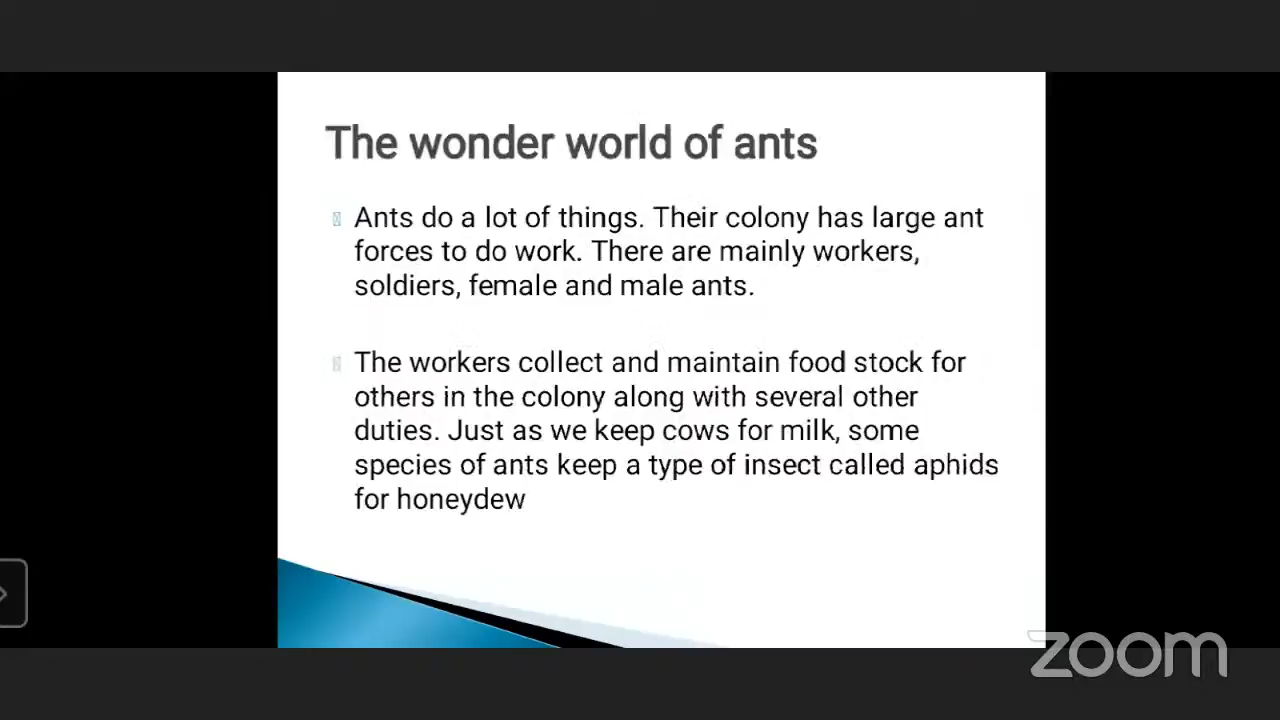 The wonder world of ants
Ants do a lot of things. Their colony has large ant
forces to do work. There are mainly workers,
soldiers, female and male ants.
The workers collect and maintain food stock for
others in the colony along with several other
duties. Just as we keep cows for milk, some
species of ants keep a type of insect called aphids
for honeydew
zoom